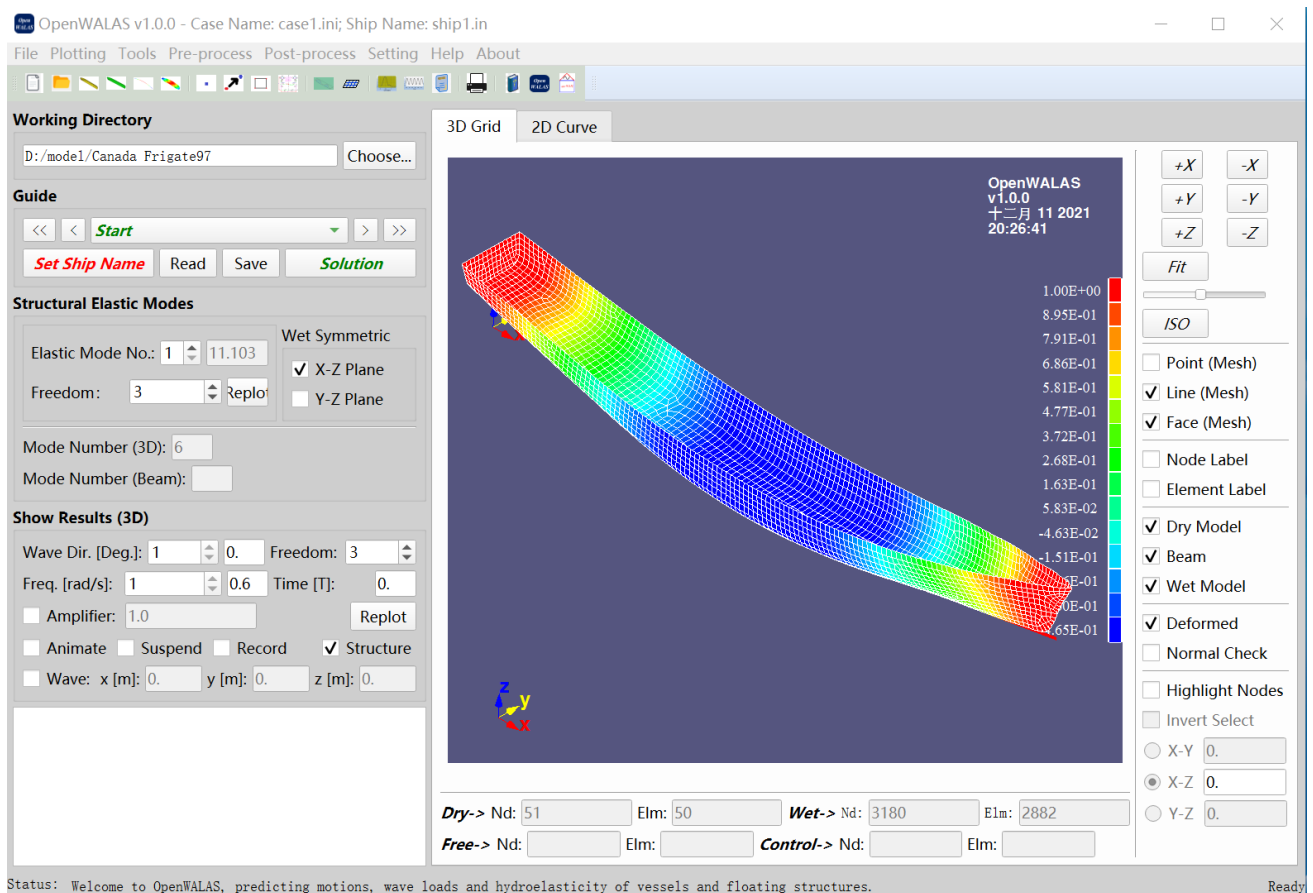 OpenWALAS v1.0.0 - Case Name: case1.ini; Ship Name: ship1.in
File Plotting Tools Pre-process Post-process Setting Help About
Working Directory
D:/model/Canada Frigate97 Choose...
Guide
<< < Start > >>
Set Ship Name Read Save Solution
Structural Elastic Modes
Elastic Mode No.: 1 11.103
Freedom: 3 Replot
Wet Symmetric
X-Z Plane
Y-Z Plane
Mode Number (3D): 6
Mode Number (Beam):
Show Results (3D)
Wave Dir. [Deg.]: 1 0. Freedom: 3
Freq. [rad/s]: 1 0.6 Time [T]: 0.
Amplifier: 1.0 Replot
Animate Suspend Record Structure
Wave: x [m]: 0. y [m]: 0. z [m]: 0.
3D Grid 2D Curve
OpenWALAS
v1.0.0
十二月 11 2021
20:26:41
1.00E+00
8.95E-01
7.91E-01
6.86E-01
5.81E-01
4.77E-01
3.72E-01
2.68E-01
1.63E-01
5.83E-02
-4.63E-02
-1.51E-01
E-01
0E-01
.65E-01
z
y
x
+X -X
+Y -Y
+Z -Z
Fit
ISO
Point (Mesh)
Line (Mesh)
Face (Mesh)
Node Label
Element Label
Dry Model
Beam
Wet Model
Deformed
Normal Check
Highlight Nodes
Invert Select
X-Y 0.
X-Z 0.
Y-Z 0.
Dry-> Nd: 51 Elm: 50 Wet-> Nd: 3180 Elm: 2882
Free-> Nd: Elm: Control-> Nd: Elm:
Status: Welcome to OpenWALAS, predicting motions, wave loads and hydroelasticity of vessels and floating structures. Ready